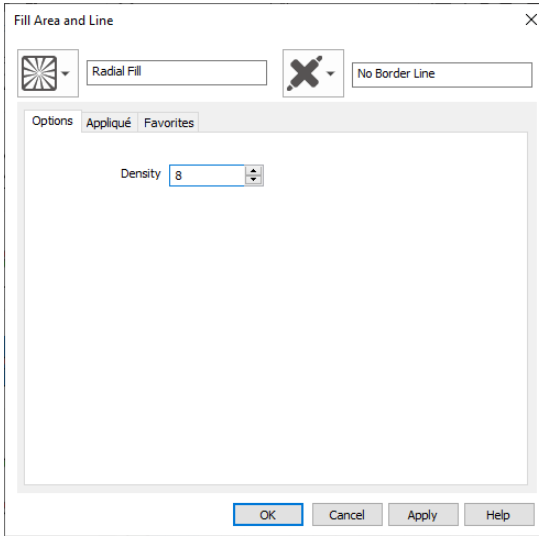 Fill Area and Line
Radial Fill
No Border Line
Options Appliqué Favorites
Density 8
OK Cancel Apply Help